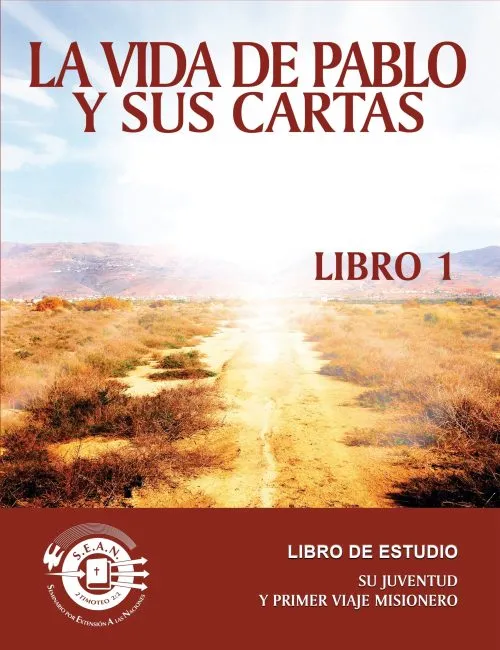 LA VIDA DE PABLO
Y SUS CARTAS
LIBRO 1
S.E.A.N.
2 TIMOTEO 2/2
SEMINARIO POR EXTENSIÓN A LAS NACIONES
LIBRO DE ESTUDIO
SU JUVENTUD
Y PRIMER VIAJE MISIONERO